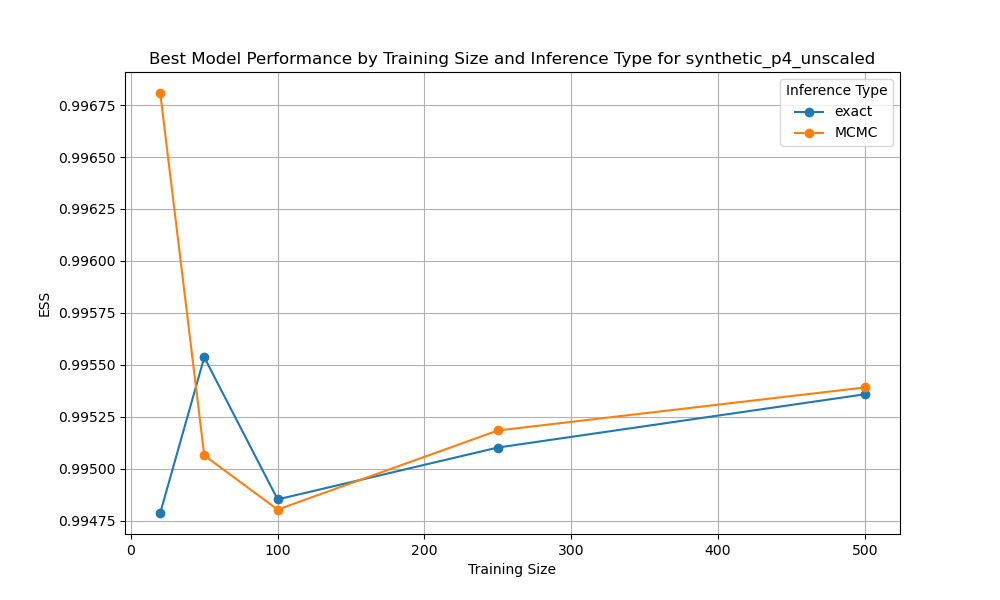 Best Model Performance by Training Size and Inference Type for synthetic_p4_unscaled
Inference Type
exact
MCMC
ESS
0.99675
0.99650
0.99625
0.99600
0.99575
0.99550
0.99525
0.99500
0.99475
0 100 200 300 400 500
Training Size